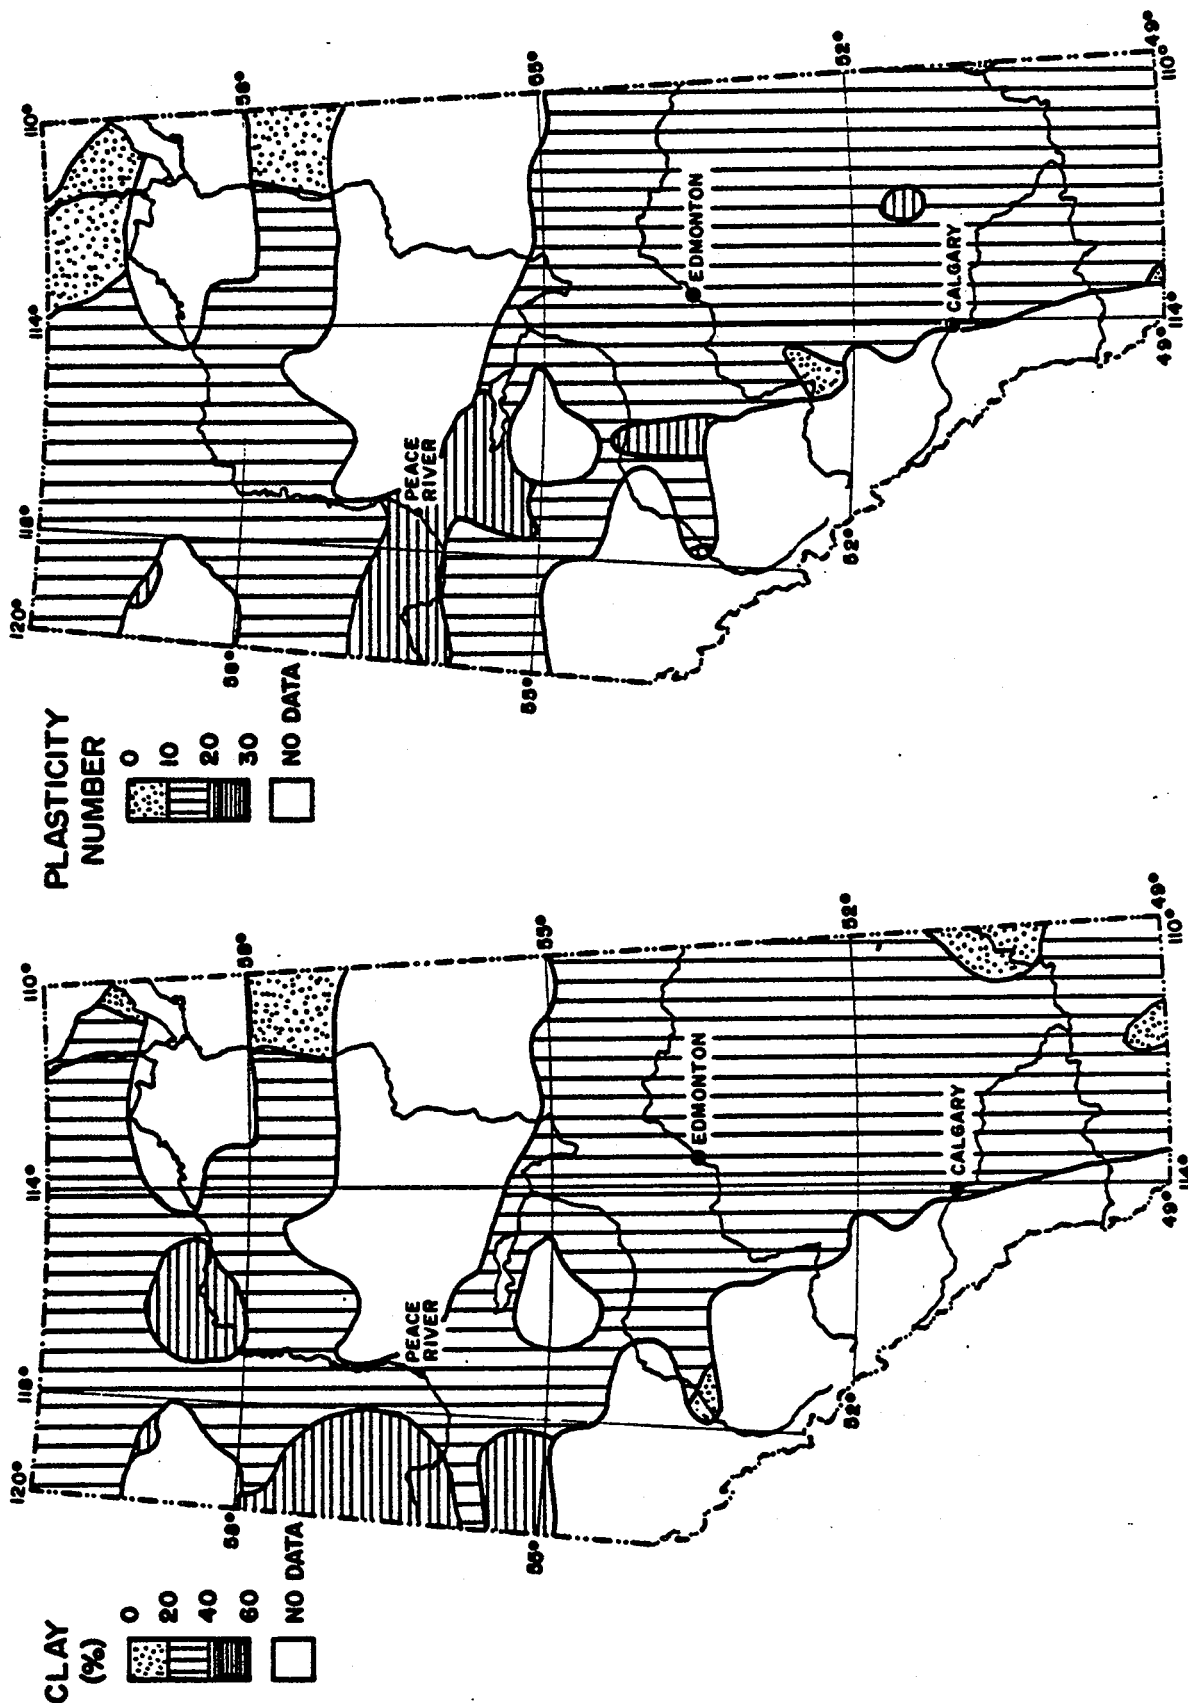 CLAY
(%)
0
20
40
60
NO DATA
120°
118°
114°
110°
58°
58°
PEACE
RIVER
55°
55°
EDMONTON
52°
52°
CALGARY
49°
49°
114°
110°
PLASTICITY
NUMBER
0
10
20
30
NO DATA
120°
118°
114°
110°
58°
58°
PEACE
RIVER
55°
55°
EDMONTON
52°
52°
CALGARY
49°
49°
114°
110°